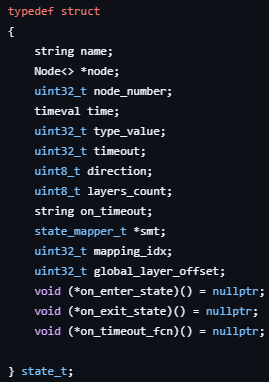 typedef struct
{
string name;
Node<> *node;
uint32_t node_number;
timeval time;
uint32_t type_value;
uint32_t timeout;
uint8_t direction;
uint8_t layers_count;
string on_timeout;
state_mapper_t *smt;
uint32_t mapping_idx;
uint32_t global_layer_offset;
void (*on_enter_state)() = nullptr;
void (*on_exit_state)() = nullptr;
void (*on_timeout_fcn)() = nullptr;
} state_t;